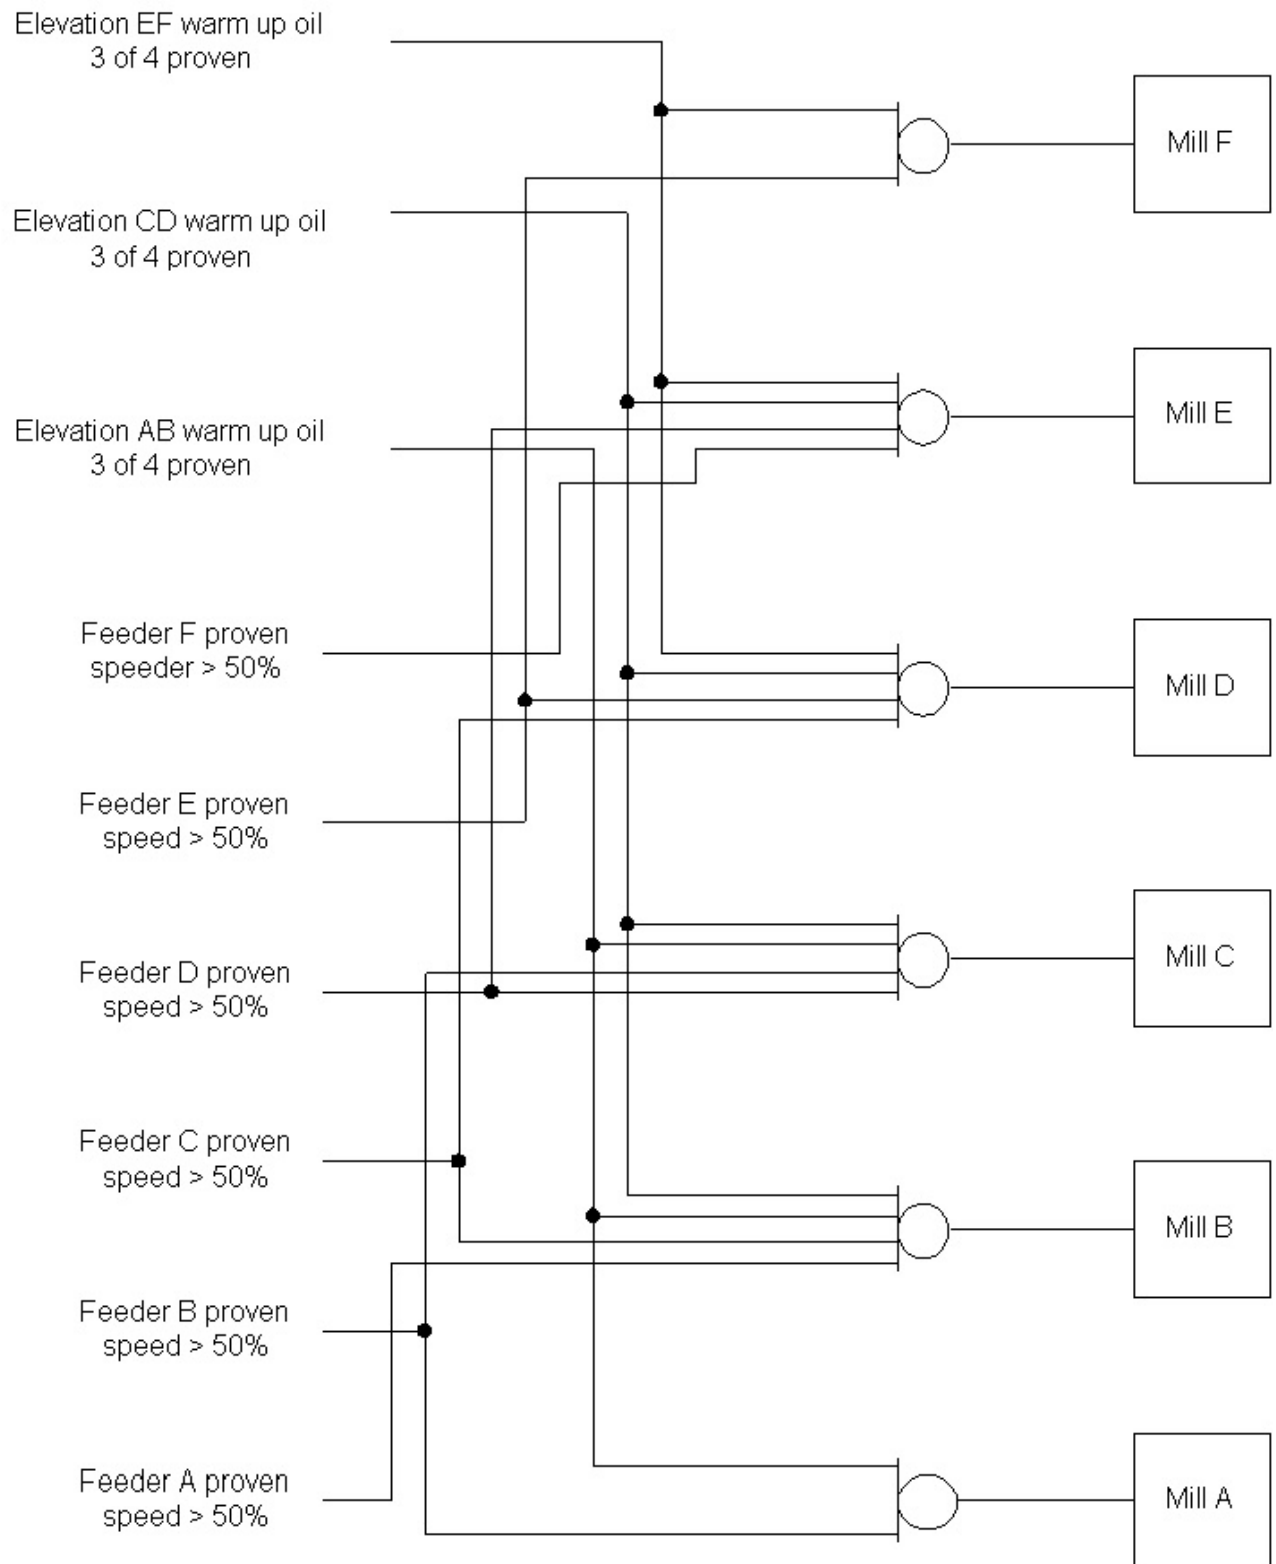 Elevation EF warm up oil
3 of 4 proven
Mill F
Elevation CD warm up oil
3 of 4 proven
Mill E
Elevation AB warm up oil
3 of 4 proven
Feeder F proven
speeder > 50%
Mill D
Feeder E proven
speed > 50%
Mill C
Feeder D proven
speed > 50%
Feeder C proven
speed > 50%
Mill B
Feeder B proven
speed > 50%
Feeder A proven
speed > 50%
Mill A